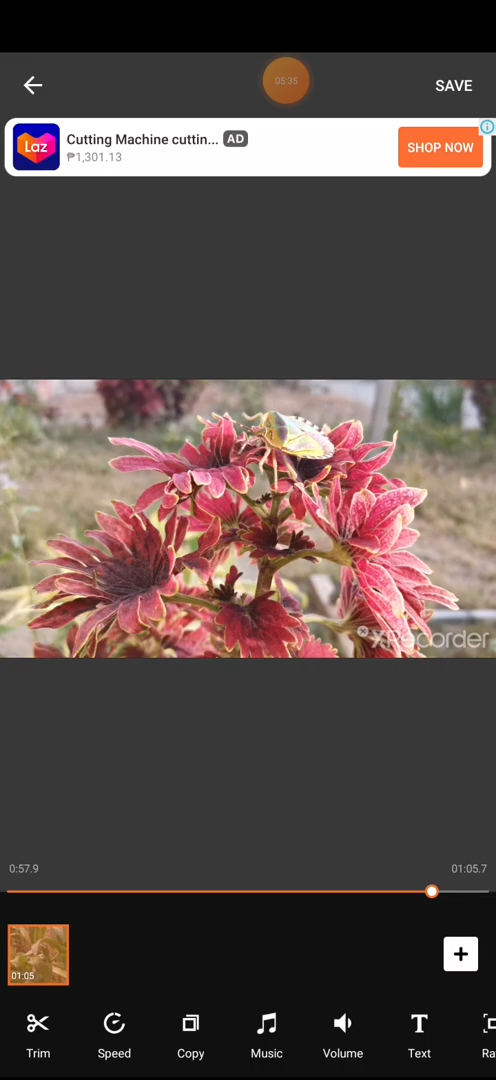 05:35
SAVE
Laz
Cutting Machine cuttin... AD
₱1,301.13
SHOP NOW
XRecorder
0:57.9
01:05.7
01:05
Trim
Speed
Copy
Music
Volume
Text
Ra